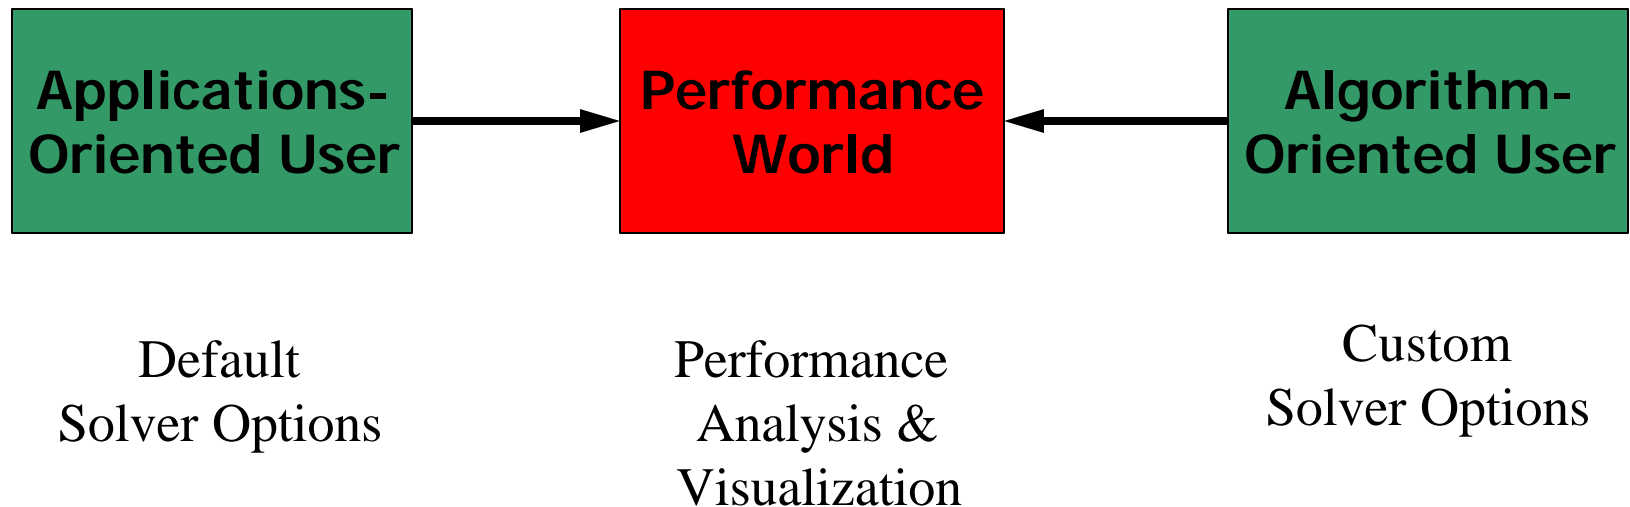 Applications-
Oriented User
Performance
World
Algorithm-
Oriented User
Default
Solver Options
Performance
Analysis &
Visualization
Custom
Solver Options